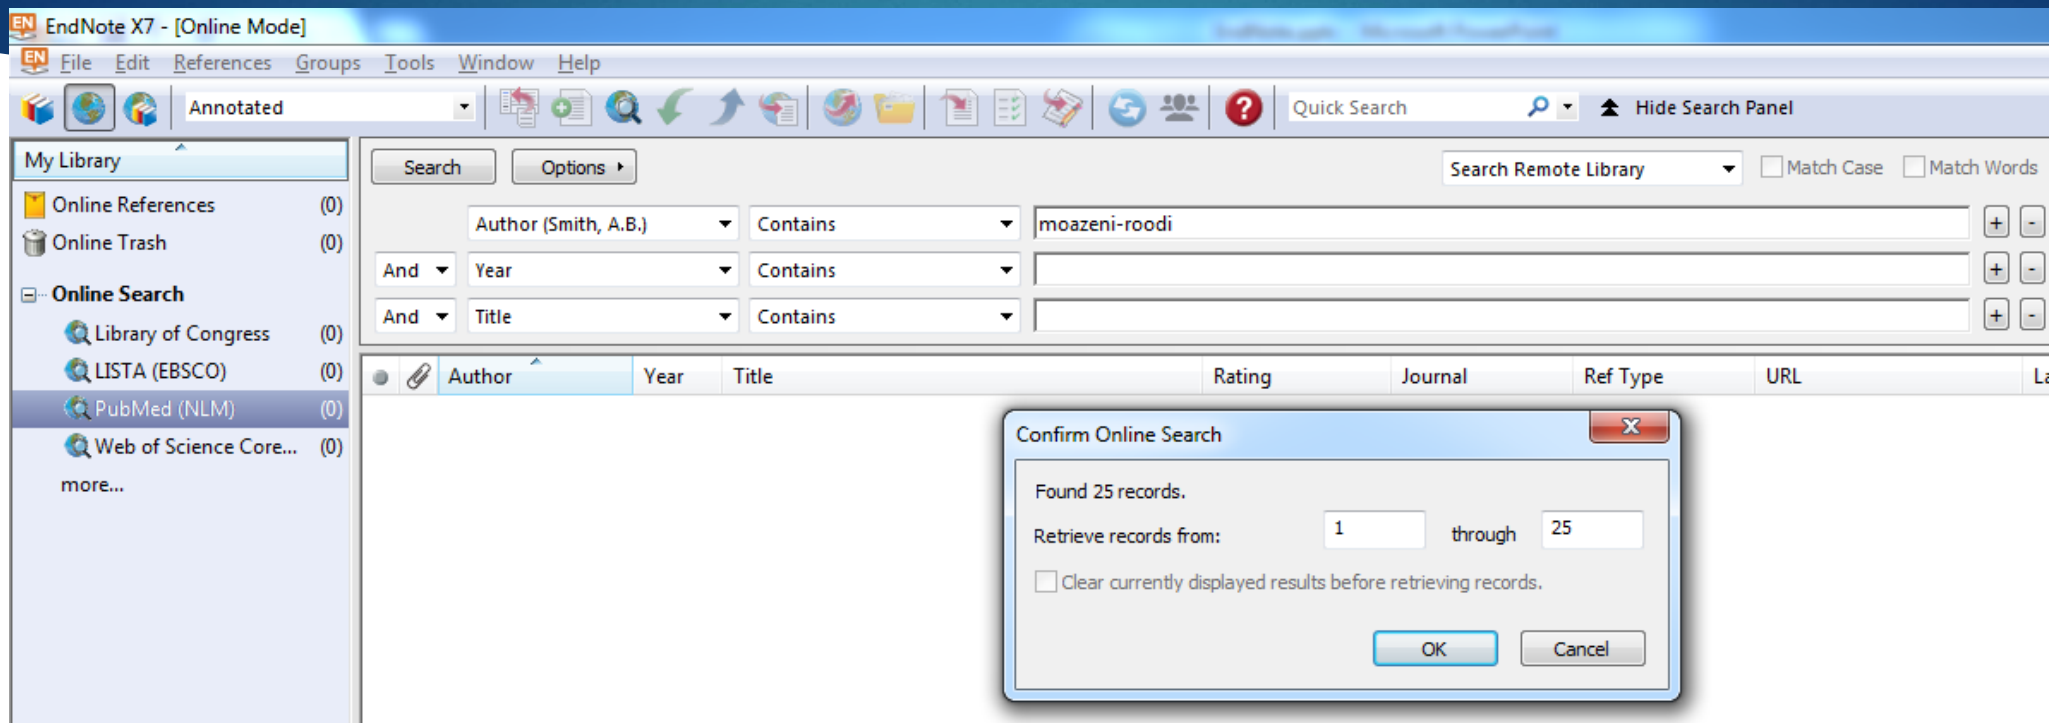 EN EndNote X7 - [Online Mode]
EN File Edit References Groups Tools Window Help
Annotated Quick Search Hide Search Panel
My Library
Online References (0)
Online Trash (0)
Online Search
Library of Congress (0)
LISTA (EBSCO) (0)
PubMed (NLM) (0)
Web of Science Core... (0)
more...
Search Options Search Remote Library Match Case Match Words
Author (Smith, A.B.) Contains moazeni-roodi + -
And Year Contains + -
And Title Contains + -
Author Year Title Rating Journal Ref Type URL La
Confirm Online Search
Found 25 records.
Retrieve records from: 1 through 25
Clear currently displayed results before retrieving records.
OK Cancel